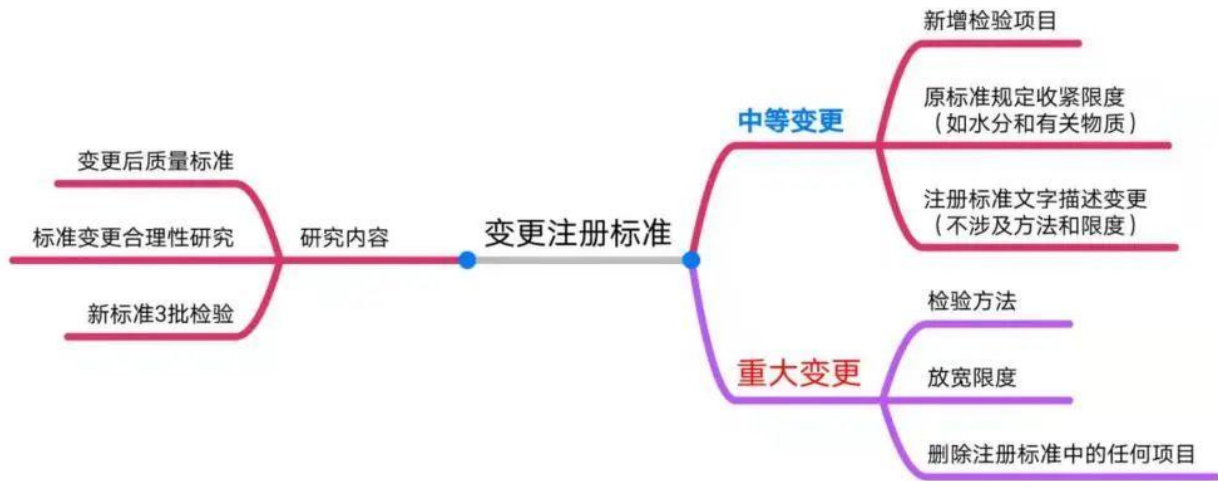 变更注册标准
研究内容
变更后质量标准
标准变更合理性研究
新标准3批检验
中等变更
新增检验项目
原标准规定收紧限度
（如水分和有关物质）
注册标准文字描述变更
（不涉及方法和限度）
重大变更
检验方法
放宽限度
删除注册标准中的任何项目